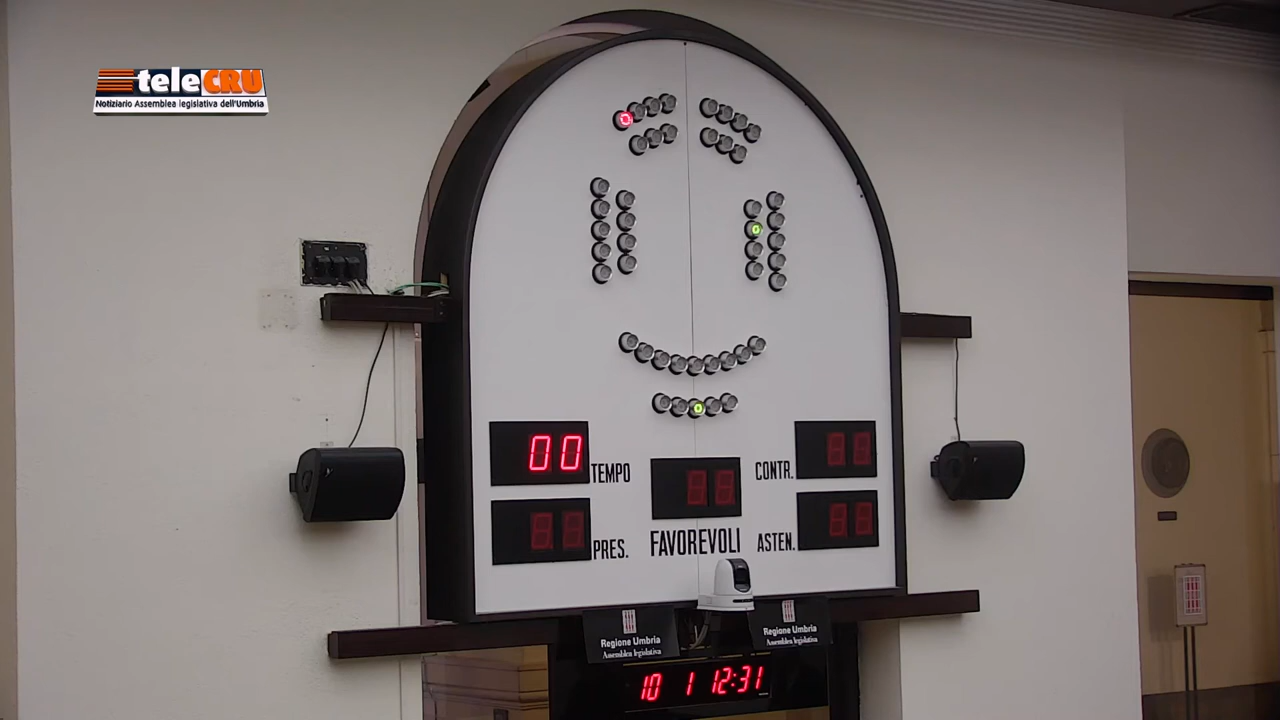 teleCRU
Notiziario Assemblea legislativa dell'Umbria
00
TEMPO
CONTR.
PRES.
FAVOREVOLI
ASTEN.
Regione Umbria
Assemblea legislativa
Regione Umbria
Assemblea legislativa
10 1 12:31